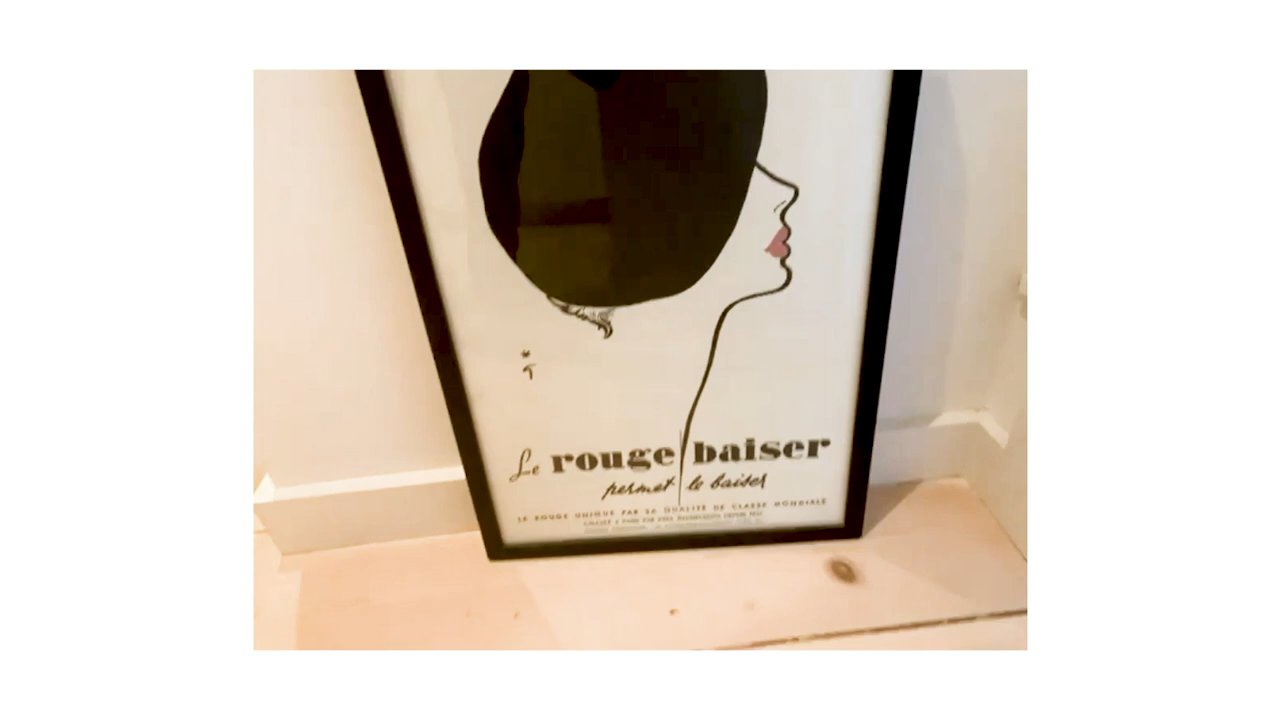 Le rouge baiser
permet le baiser
LE ROUGE UNIQUE PAR SA QUALITÉ DE CLASSE MONDIALE